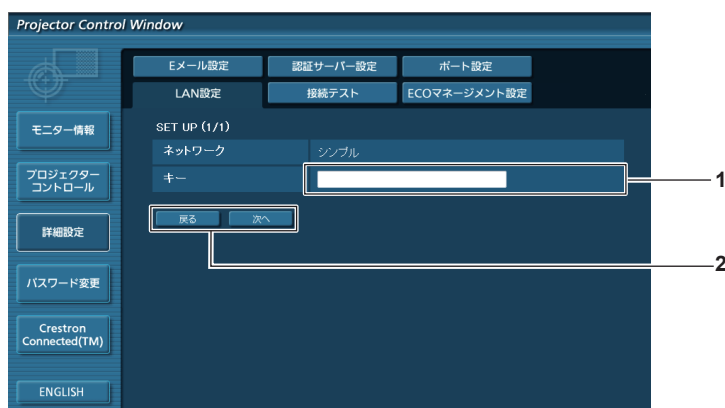 Projector Control Window
Eメール設定 認証サーバー設定 ポート設定
LAN設定 接続テスト ECOマネージメント設定
モニター情報
プロジェクター
コントロール
詳細設定
パスワード変更
Crestron
Connected(TM)
ENGLISH
SET UP (1/1)
ネットワーク シンプル
キー
戻る 次へ
1
2